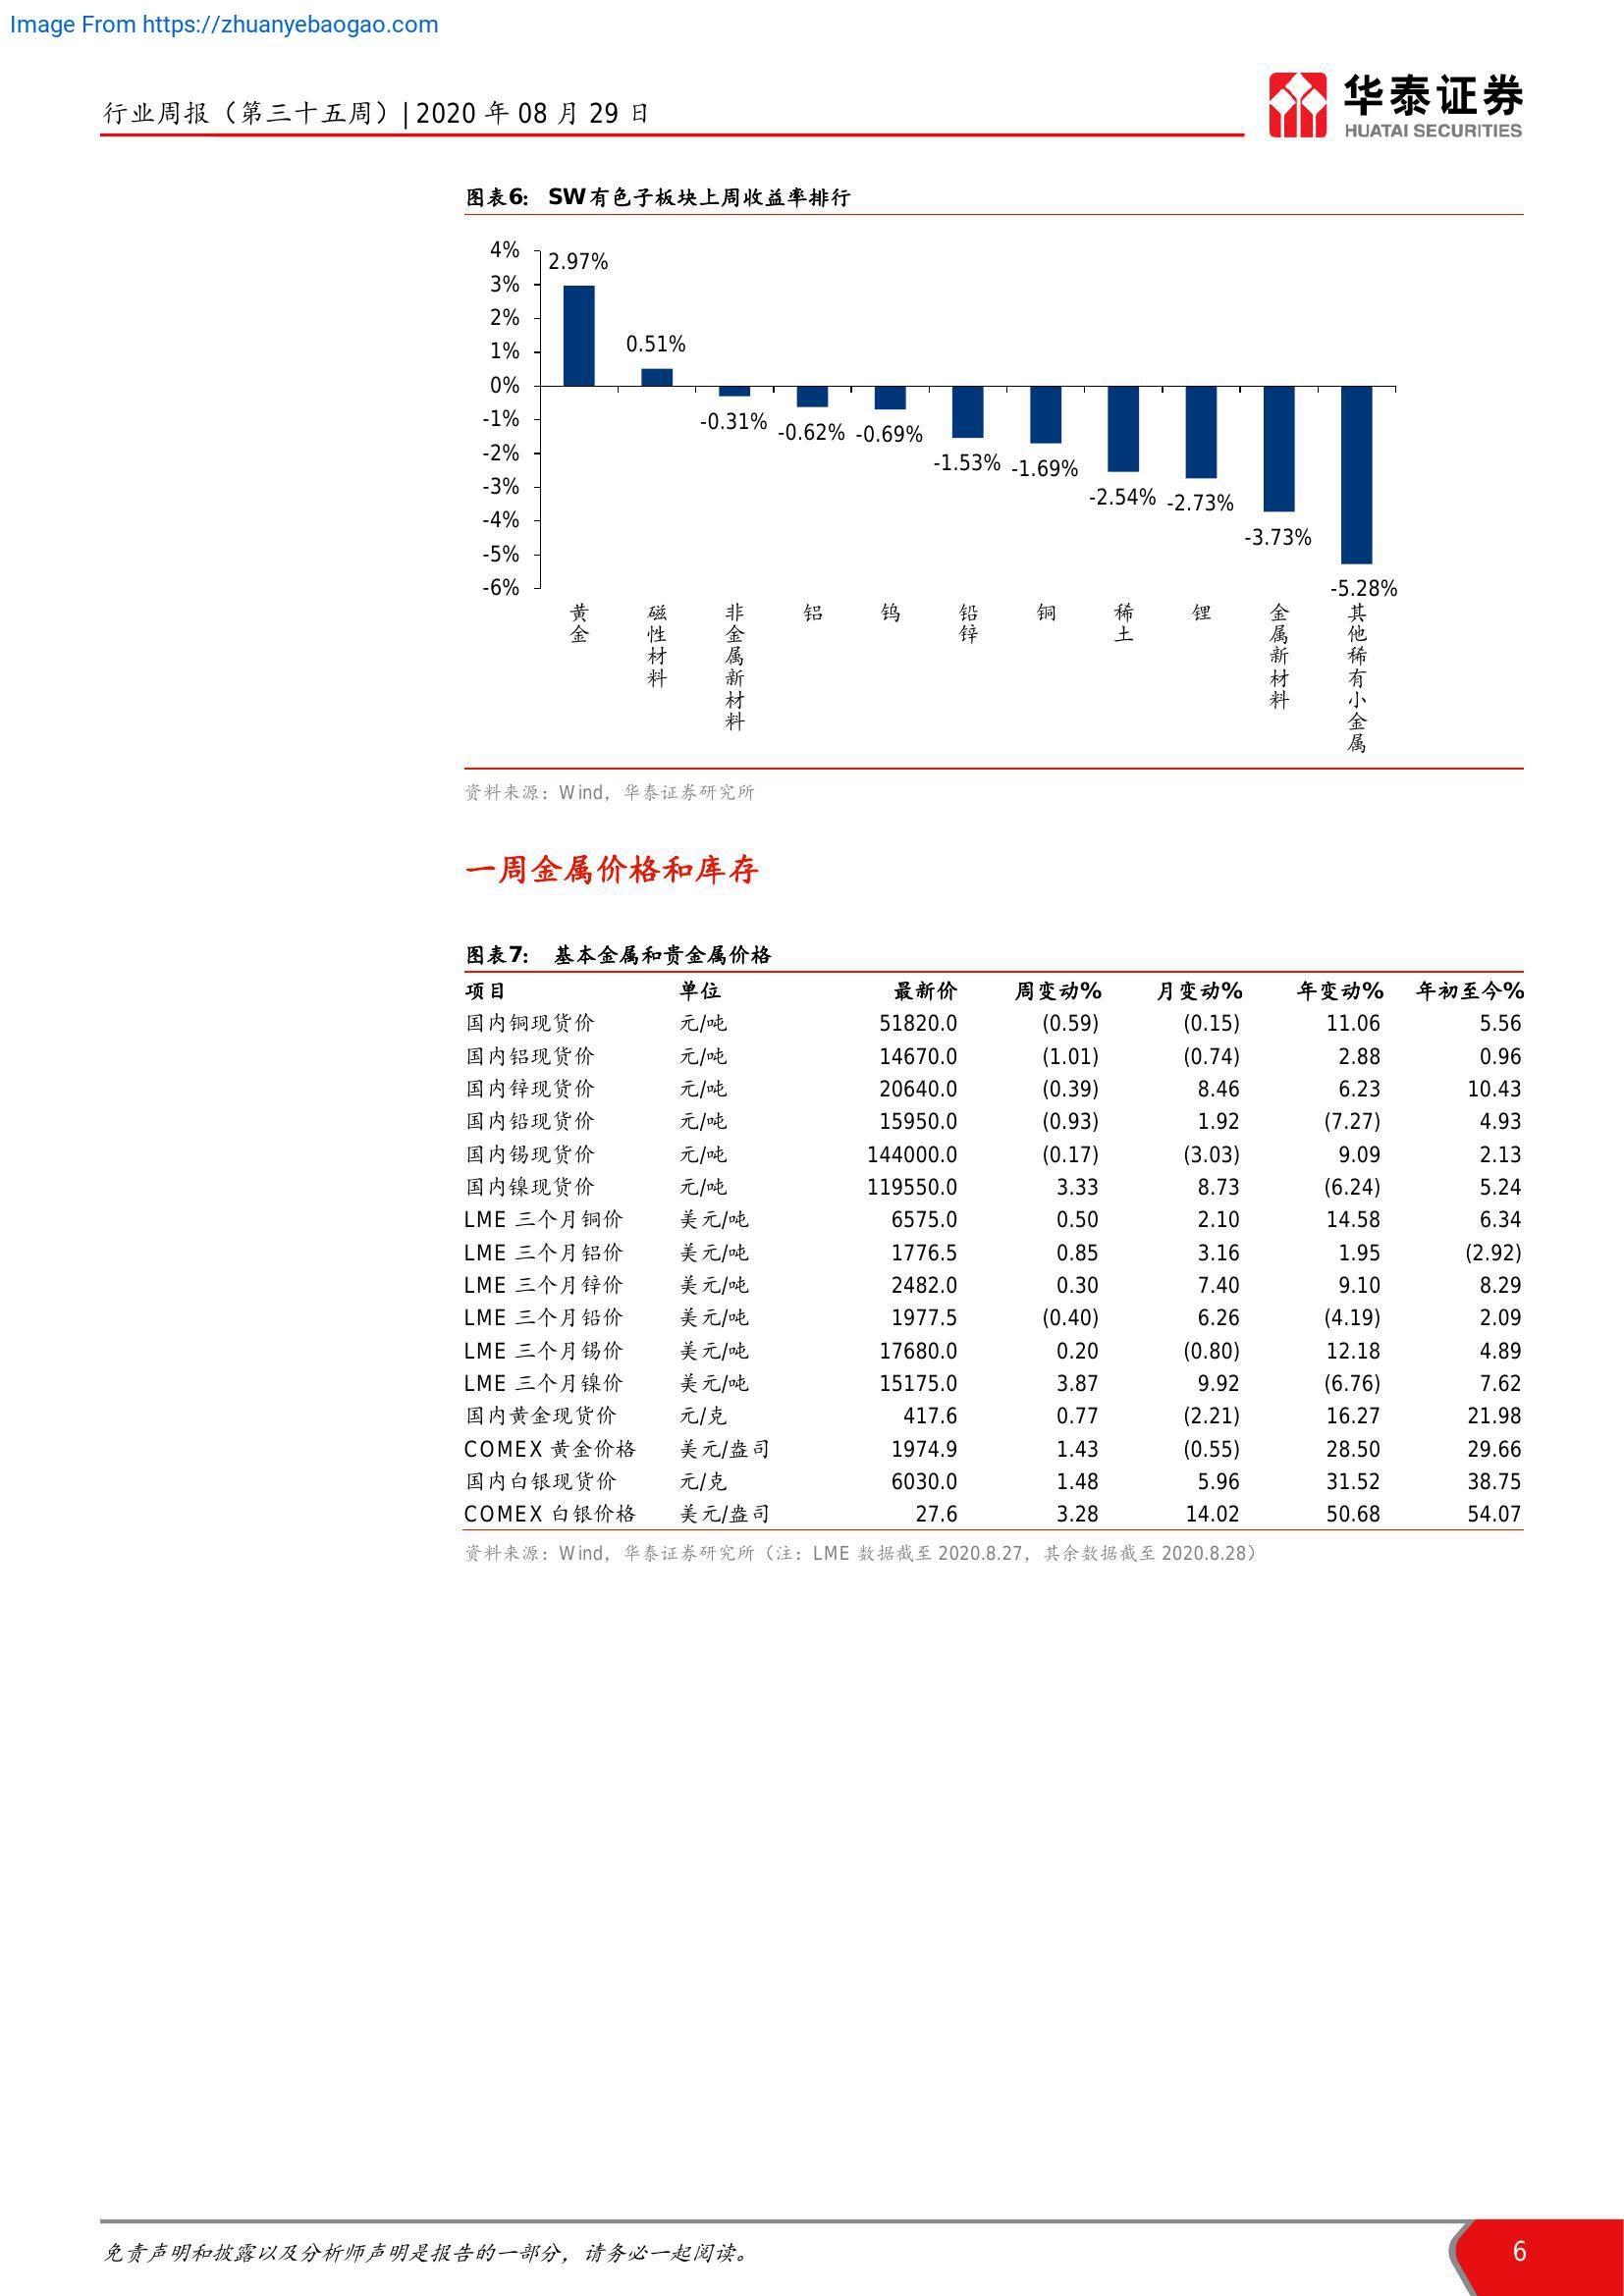 Image From https://zhuanyebaogao.com
行业周报（第三十五周）| 2020 年 08 月 29 日
华泰证券
HUATAI SECURITIES
图表6： SW有色子板块上周收益率排行
4%
3%
2%
1%
0%
-1%
-2%
-3%
-4%
-5%
-6%
2.97%
0.51%
-0.31%
-0.62%
-0.69%
-1.53%
-1.69%
-2.54%
-2.73%
-3.73%
-5.28%
黄金
磁性材料
非金属新材料
铝
钨
铅锌
铜
稀土
锂
金属新材料
其他稀有小金属
资料来源：Wind，华泰证券研究所
一周金属价格和库存
图表7： 基本金属和贵金属价格
项目 单位 最新价 周变动% 月变动% 年变动% 年初至今%
国内铜现货价 元/吨 51820.0 (0.59) (0.15) 11.06 5.56
国内铝现货价 元/吨 14670.0 (1.01) (0.74) 2.88 0.96
国内锌现货价 元/吨 20640.0 (0.39) 8.46 6.23 10.43
国内铅现货价 元/吨 15950.0 (0.93) 1.92 (7.27) 4.93
国内锡现货价 元/吨 144000.0 (0.17) (3.03) 9.09 2.13
国内镍现货价 元/吨 119550.0 3.33 8.73 (6.24) 5.24
LME 三个月铜价 美元/吨 6575.0 0.50 2.10 14.58 6.34
LME 三个月铝价 美元/吨 1776.5 0.85 3.16 1.95 (2.92)
LME 三个月锌价 美元/吨 2482.0 0.30 7.40 9.10 8.29
LME 三个月铅价 美元/吨 1977.5 (0.40) 6.26 (4.19) 2.09
LME 三个月锡价 美元/吨 17680.0 0.20 (0.80) 12.18 4.89
LME 三个月镍价 美元/吨 15175.0 3.87 9.92 (6.76) 7.62
国内黄金现货价 元/克 417.6 0.77 (2.21) 16.27 21.98
COMEX 黄金价格 美元/盎司 1974.9 1.43 (0.55) 28.50 29.66
国内白银现货价 元/克 6030.0 1.48 5.96 31.52 38.75
COMEX 白银价格 美元/盎司 27.6 3.28 14.02 50.68 54.07
资料来源：Wind，华泰证券研究所（注：LME 数据截至 2020.8.27，其余数据截至 2020.8.28）
免责声明和披露以及分析师声明是报告的一部分，请务必一起阅读。
6